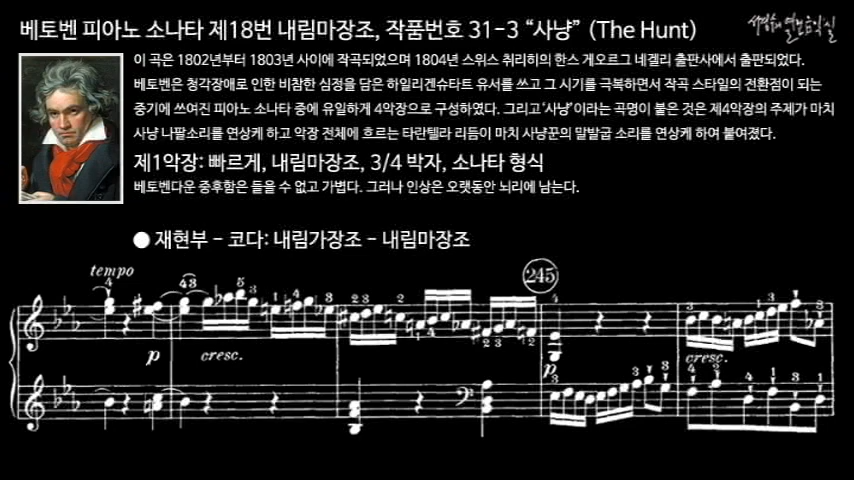 베토벤 피아노 소나타 제18번 내림마장조, 작품번호 31-3 “사냥” (The Hunt)
이 곡은 1802년부터 1803년 사이에 작곡되었으며 1804년 스위스 취리히의 한스 게오르그 네겔리 출판사에서 출판되었다.
베토벤은 청각장애로 인한 비참한 심정을 담은 하일리겐슈타트 유서를 쓰고 그 시기를 극복하면서 작곡 스타일의 전환점이 되는
중기에 쓰여진 피아노 소나타 중에 유일하게 4악장으로 구성하였다. 그리고 ‘사냥’이라는 곡명이 붙은 것은 제4악장의 주제가 마치
사냥 나팔소리를 연상케 하고 악장 전체에 흐르는 타란텔라 리듬이 마치 사냥꾼의 말발굽 소리를 연상케 하여 붙여졌다.
제1악장: 빠르게, 내림마장조, 3/4 박자, 소나타 형식
베토벤다운 중후함은 들을 수 없고 가볍다. 그러나 인상은 오랫동안 뇌리에 남는다.
● 재현부 - 코다: 내림가장조 - 내림마장조
tempo
245
p cresc. p cresc.